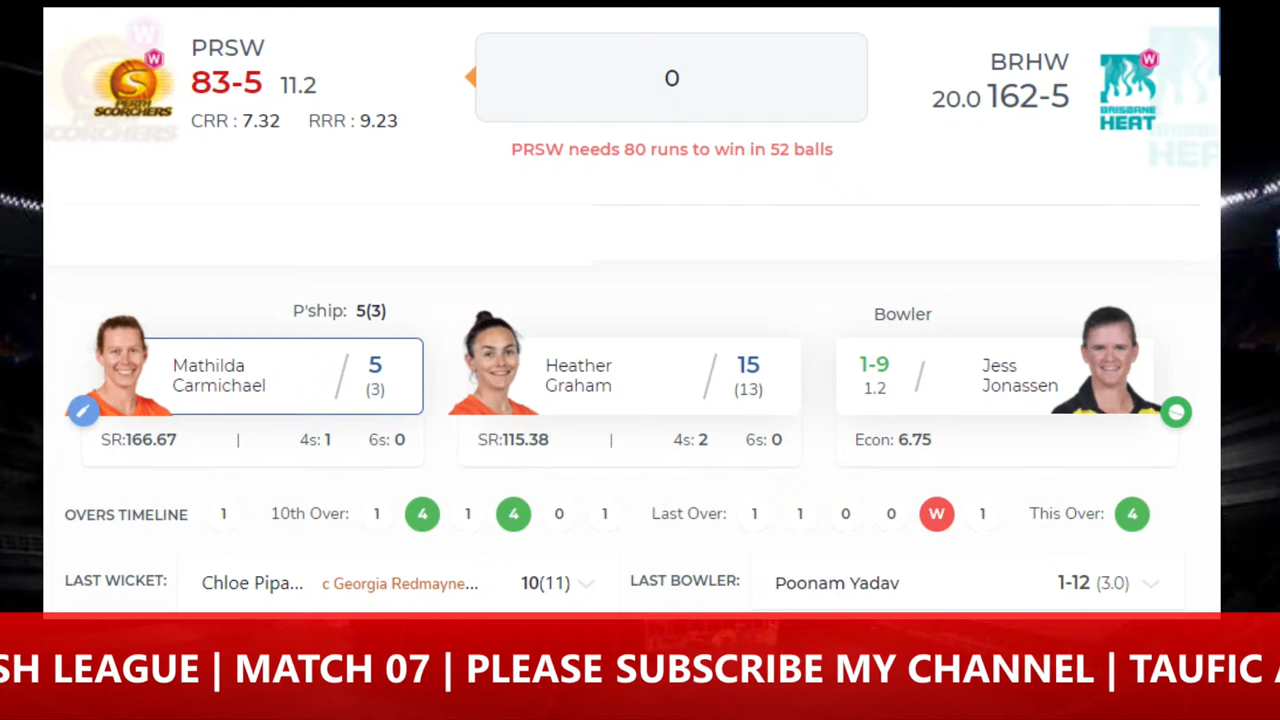 PRSW
83-5 11.2
CRR : 7.32 RRR : 9.23
W
PERTH
SCORCHERS
0
PRSW needs 80 runs to win in 52 balls
BRHW
20.0 162-5
W
BRISBANE
HEAT
P'ship: 5(3)
Mathilda
Carmichael
5
(3)
SR:166.67 | 4s: 1 6s: 0
Heather
Graham
15
(13)
SR:115.38 | 4s: 2 6s: 0
Bowler
1-9
1.2
Jess
Jonassen
Econ: 6.75
OVERS TIMELINE 1 10th Over: 1 4 1 4 0 1 Last Over: 1 1 0 0 W 1 This Over: 4
LAST WICKET: Chloe Pipa... c Georgia Redmayne... 10(11)
LAST BOWLER: Poonam Yadav 1-12 (3.0)
SH LEAGUE | MATCH 07 | PLEASE SUBSCRIBE MY CHANNEL | TAUFIC